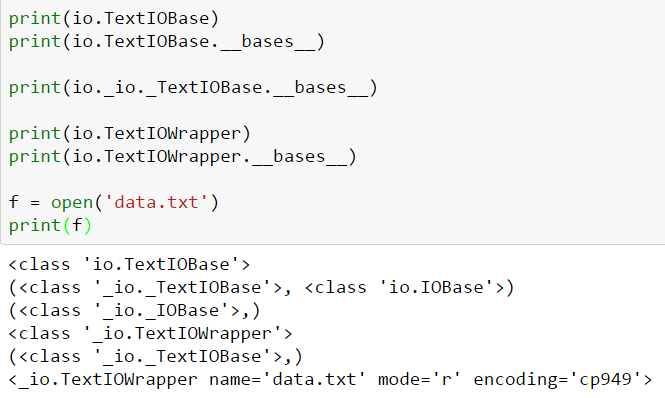 print(io.TextIOBase)
print(io.TextIOBase.__bases__)
print(io._io._TextIOBase.__bases__)
print(io.TextIOWrapper)
print(io.TextIOWrapper.__bases__)
f = open('data.txt')
print(f)
<class 'io.TextIOBase'>
(<class '_io._TextIOBase'>, <class 'io.IOBase'>)
(<class '_io._IOBase'>,)
<class '_io.TextIOWrapper'>
(<class '_io._TextIOBase'>,)
<_io.TextIOWrapper name='data.txt' mode='r' encoding='cp949'>